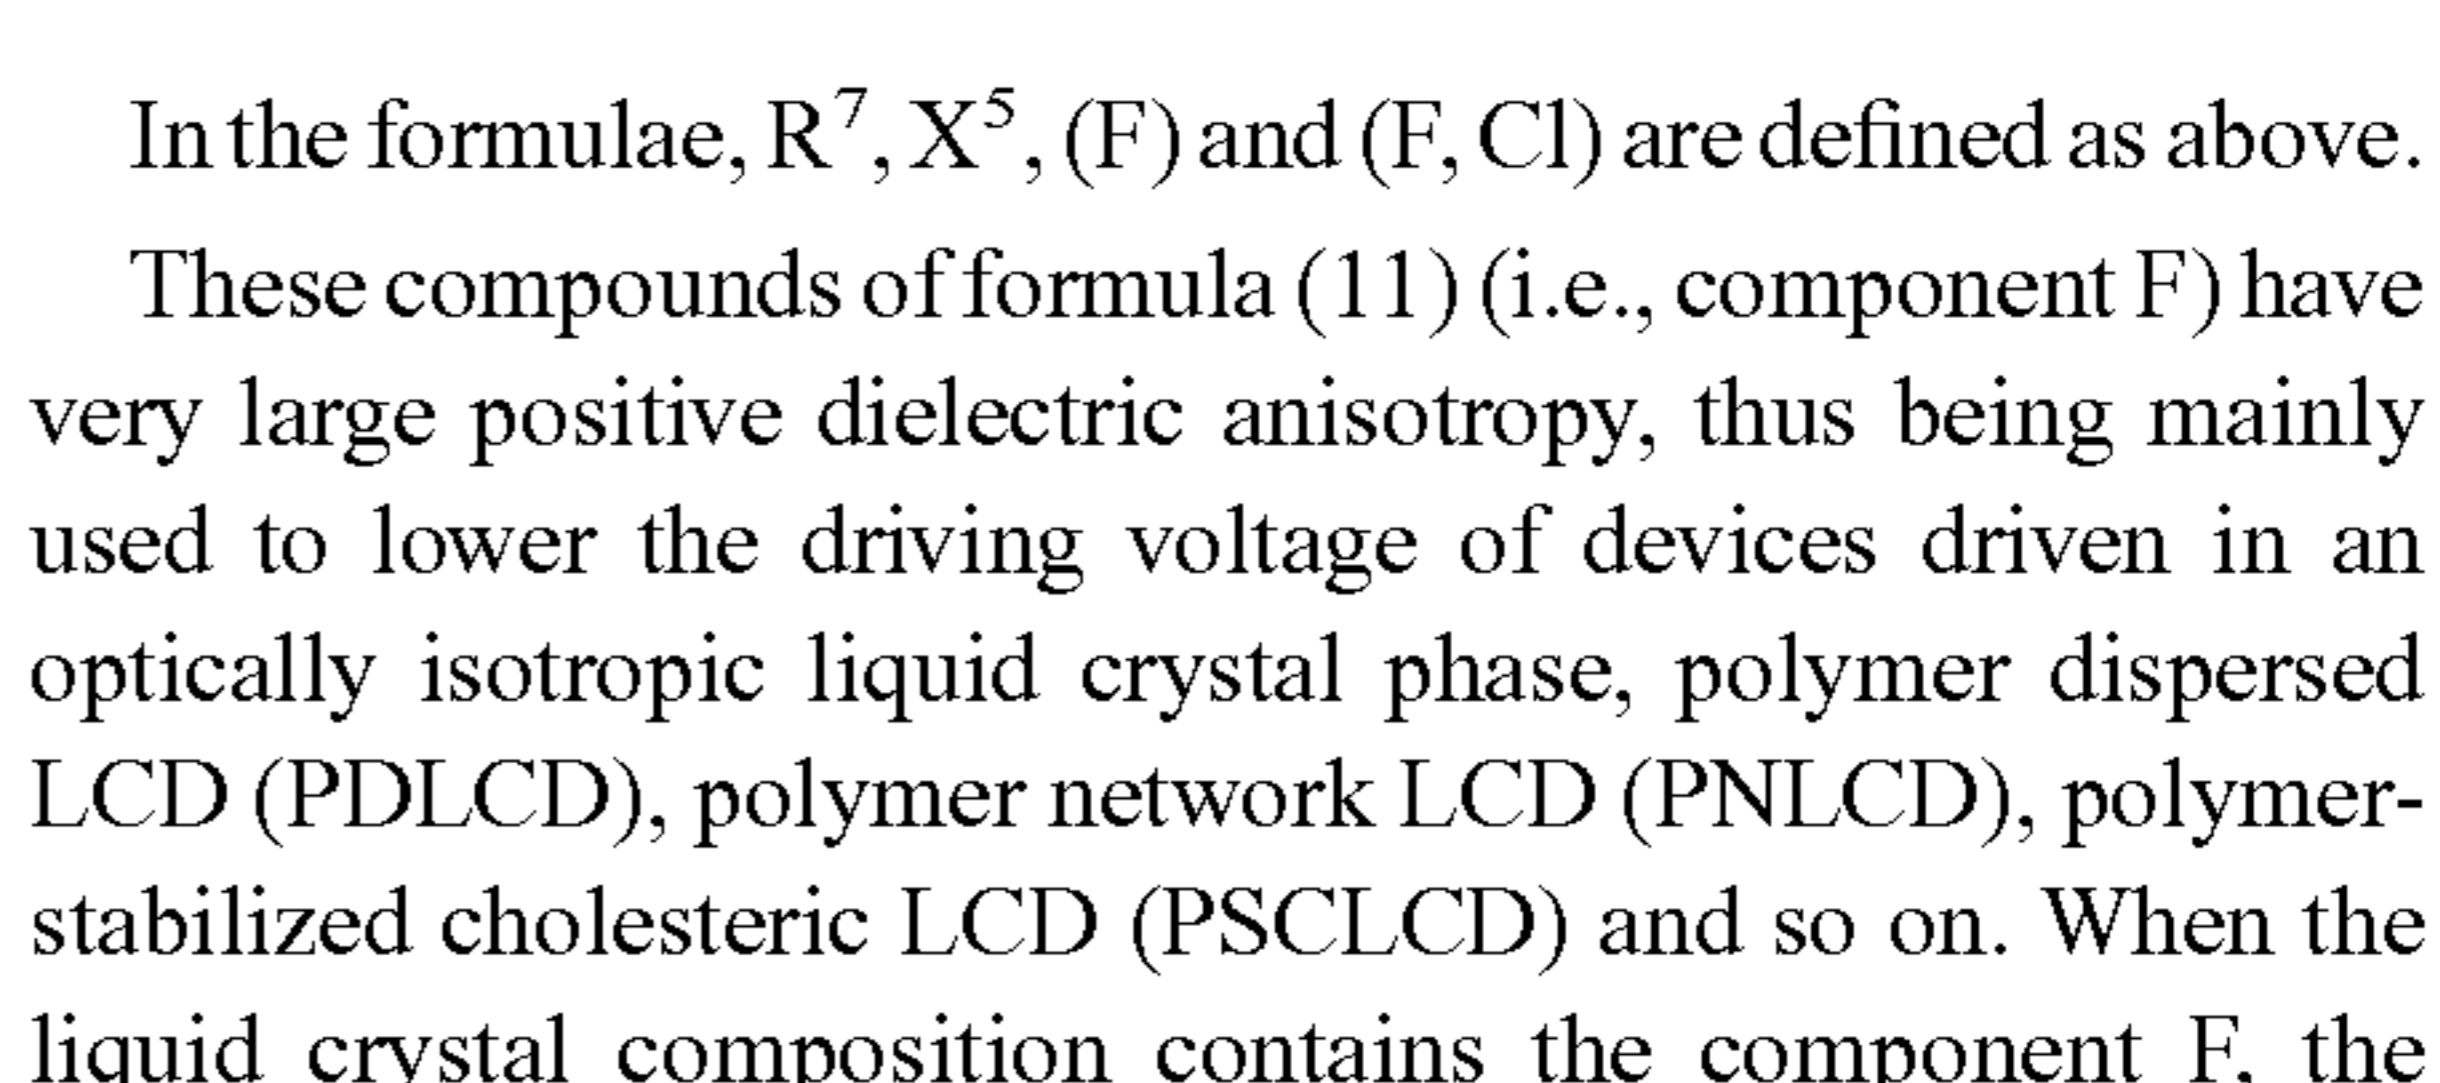 In the formulae, R⁷, X⁵, (F) and (F, Cl) are defined as above.
These compounds of formula (11) (i.e., component F) have
very large positive dielectric anisotropy, thus being mainly
used to lower the driving voltage of devices driven in an
optically isotropic liquid crystal phase, polymer dispersed
LCD (PDLCD), polymer network LCD (PNLCD), polymer-
stabilized cholesteric LCD (PSCLCD) and so on. When the
liquid crystal composition contains the component F, the